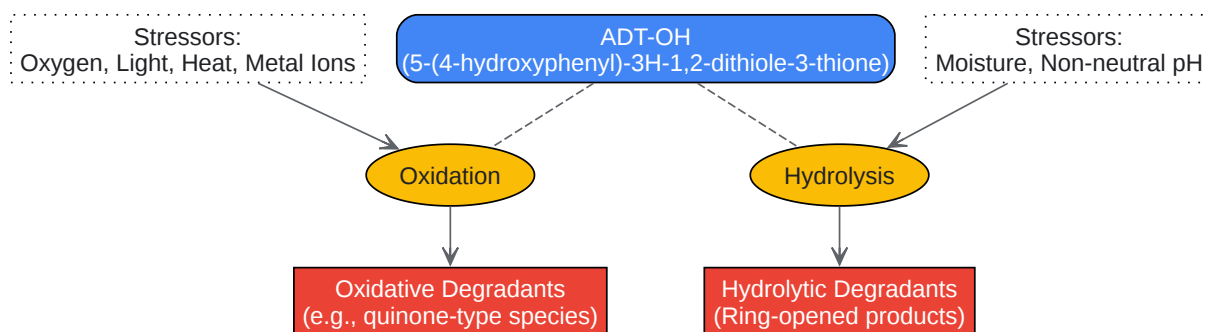 Stressors:
Oxygen, Light, Heat, Metal Ions
ADT-OH
(5-(4-hydroxyphenyl)-3H-1,2-dithiole-3-thione)
Stressors:
Moisture, Non-neutral pH
Oxidation
Hydrolysis
Oxidative Degradants
(e.g., quinone-type species)
Hydrolytic Degradants
(Ring-opened products)